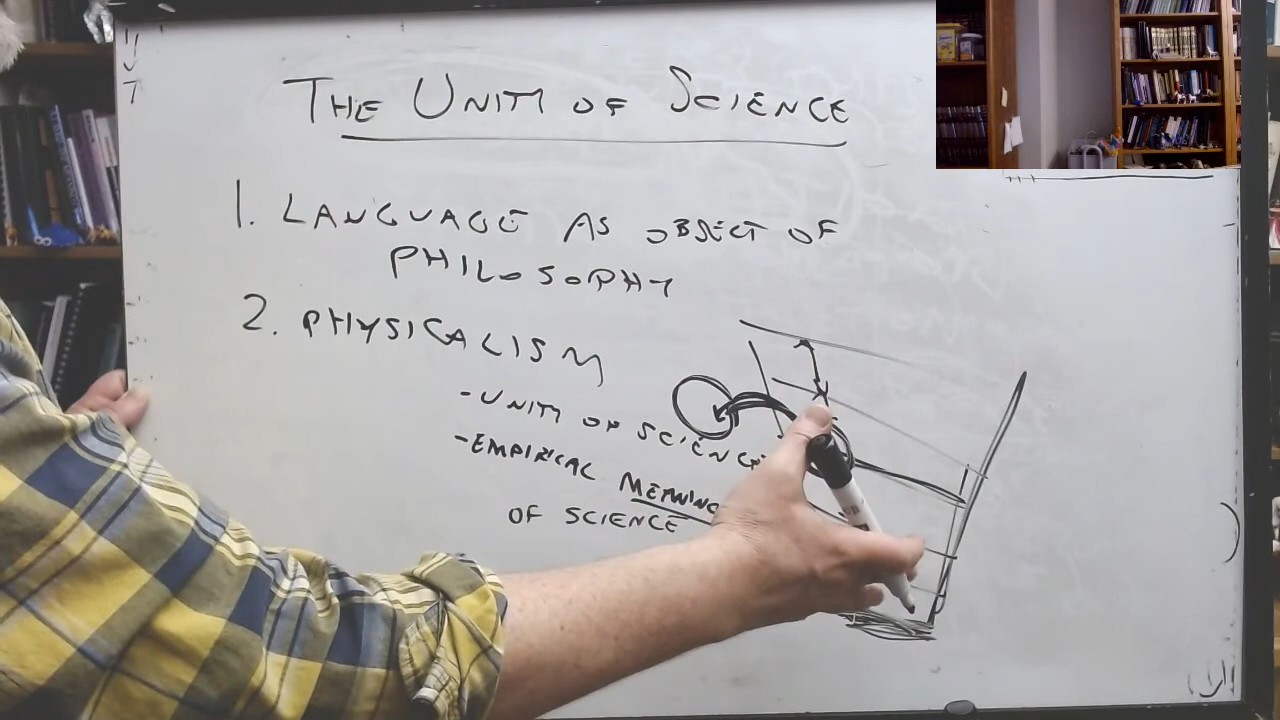 THE UNITY OF SCIENCE
1. LANGUAGE AS OBJECT OF
PHILOSOPHY
2. PHYSICALISM
- UNITY OF SCIENCE
- EMPIRICAL MEANING
OF SCIENCE